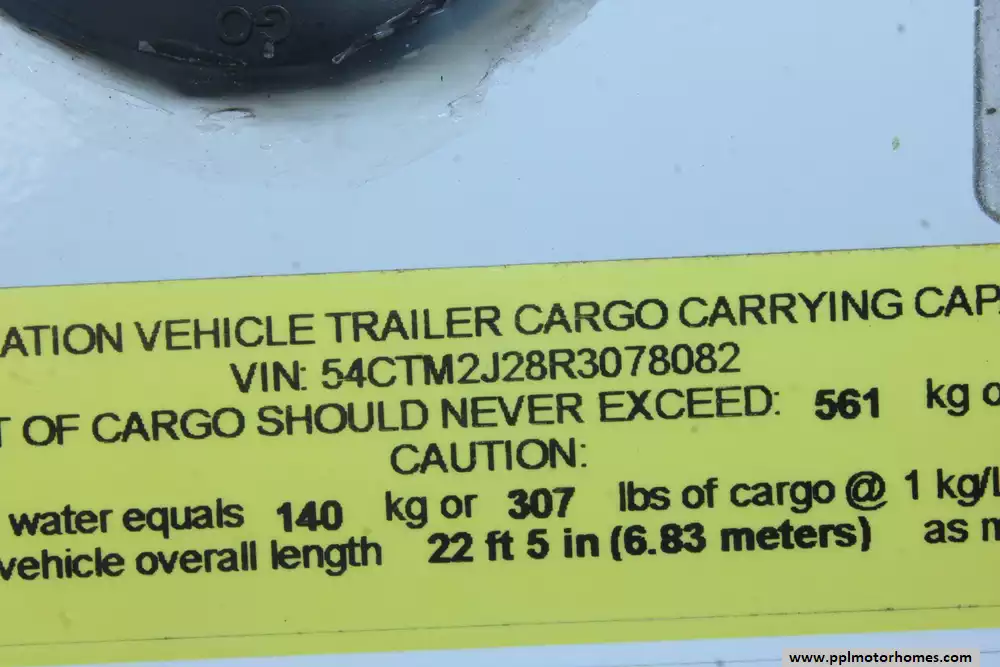 GO
ATION VEHICLE TRAILER CARGO CARRYING CAP
VIN: 54CTM2J28R3078082
T OF CARGO SHOULD NEVER EXCEED: 561 kg o
CAUTION:
water equals 140 kg or 307 lbs of cargo @ 1 kg/L
vehicle overall length 22 ft 5 in (6.83 meters) as m
www.pplmotorhomes.com